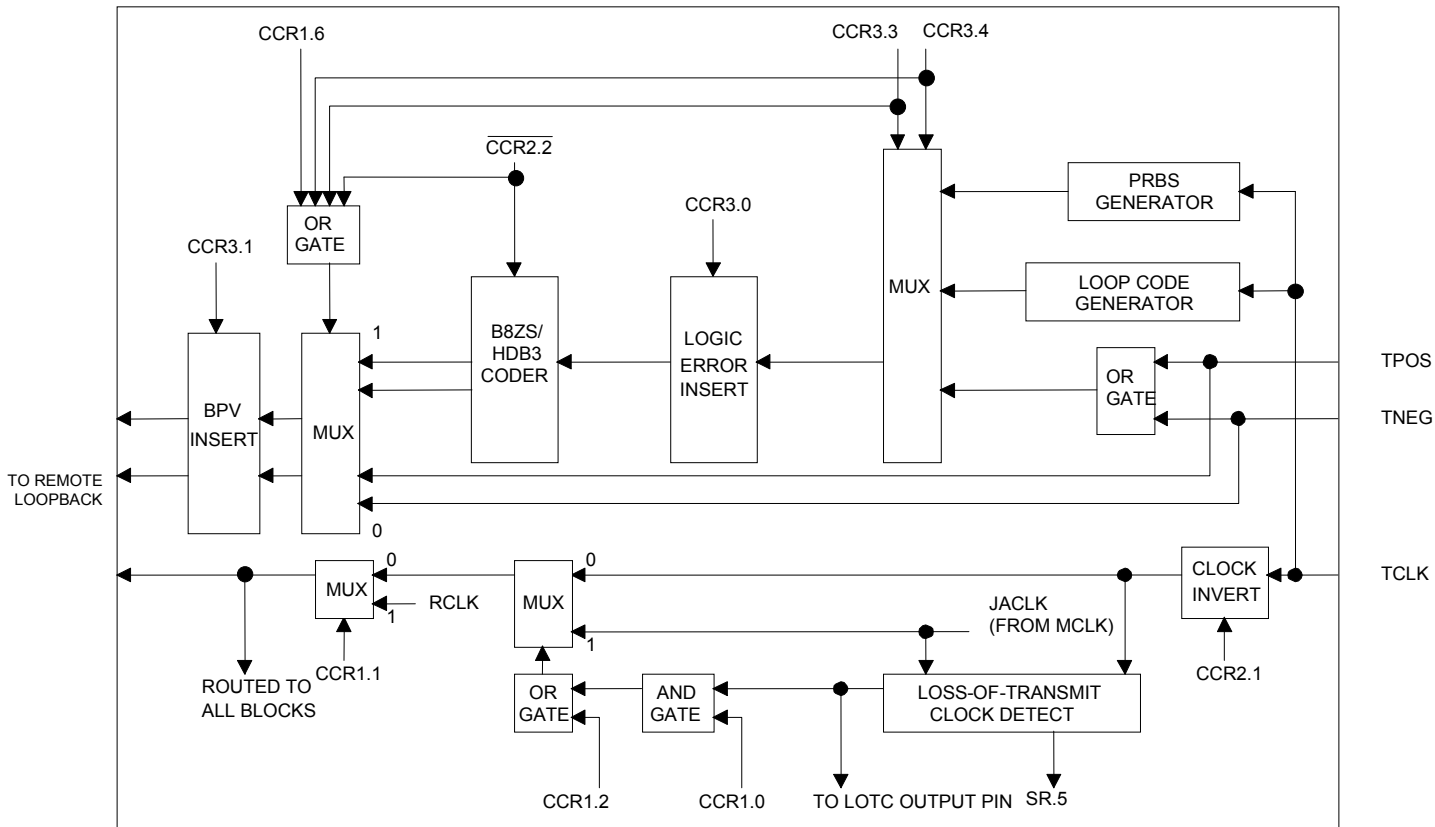 CCR1.6
CCR3.3
CCR3.4
CCR2.2
PRBS
GENERATOR
CCR3.0
OR
GATE
CCR3.1
MUX
LOOP CODE
GENERATOR
1
B8ZS/
HDB3
CODER
LOGIC
ERROR
INSERT
TPOS
OR
GATE
BPV
INSERT
MUX
TNEG
TO REMOTE
LOOPBACK
0
0
MUX
1
RCLK
0
MUX
1
JACLK
(FROM MCLK)
CLOCK
INVERT
TCLK
CCR1.1
CCR2.1
ROUTED TO
ALL BLOCKS
OR
GATE
AND
GATE
LOSS-OF-TRANSMIT
CLOCK DETECT
CCR1.2
CCR1.0
TO LOTC OUTPUT PIN
SR.5